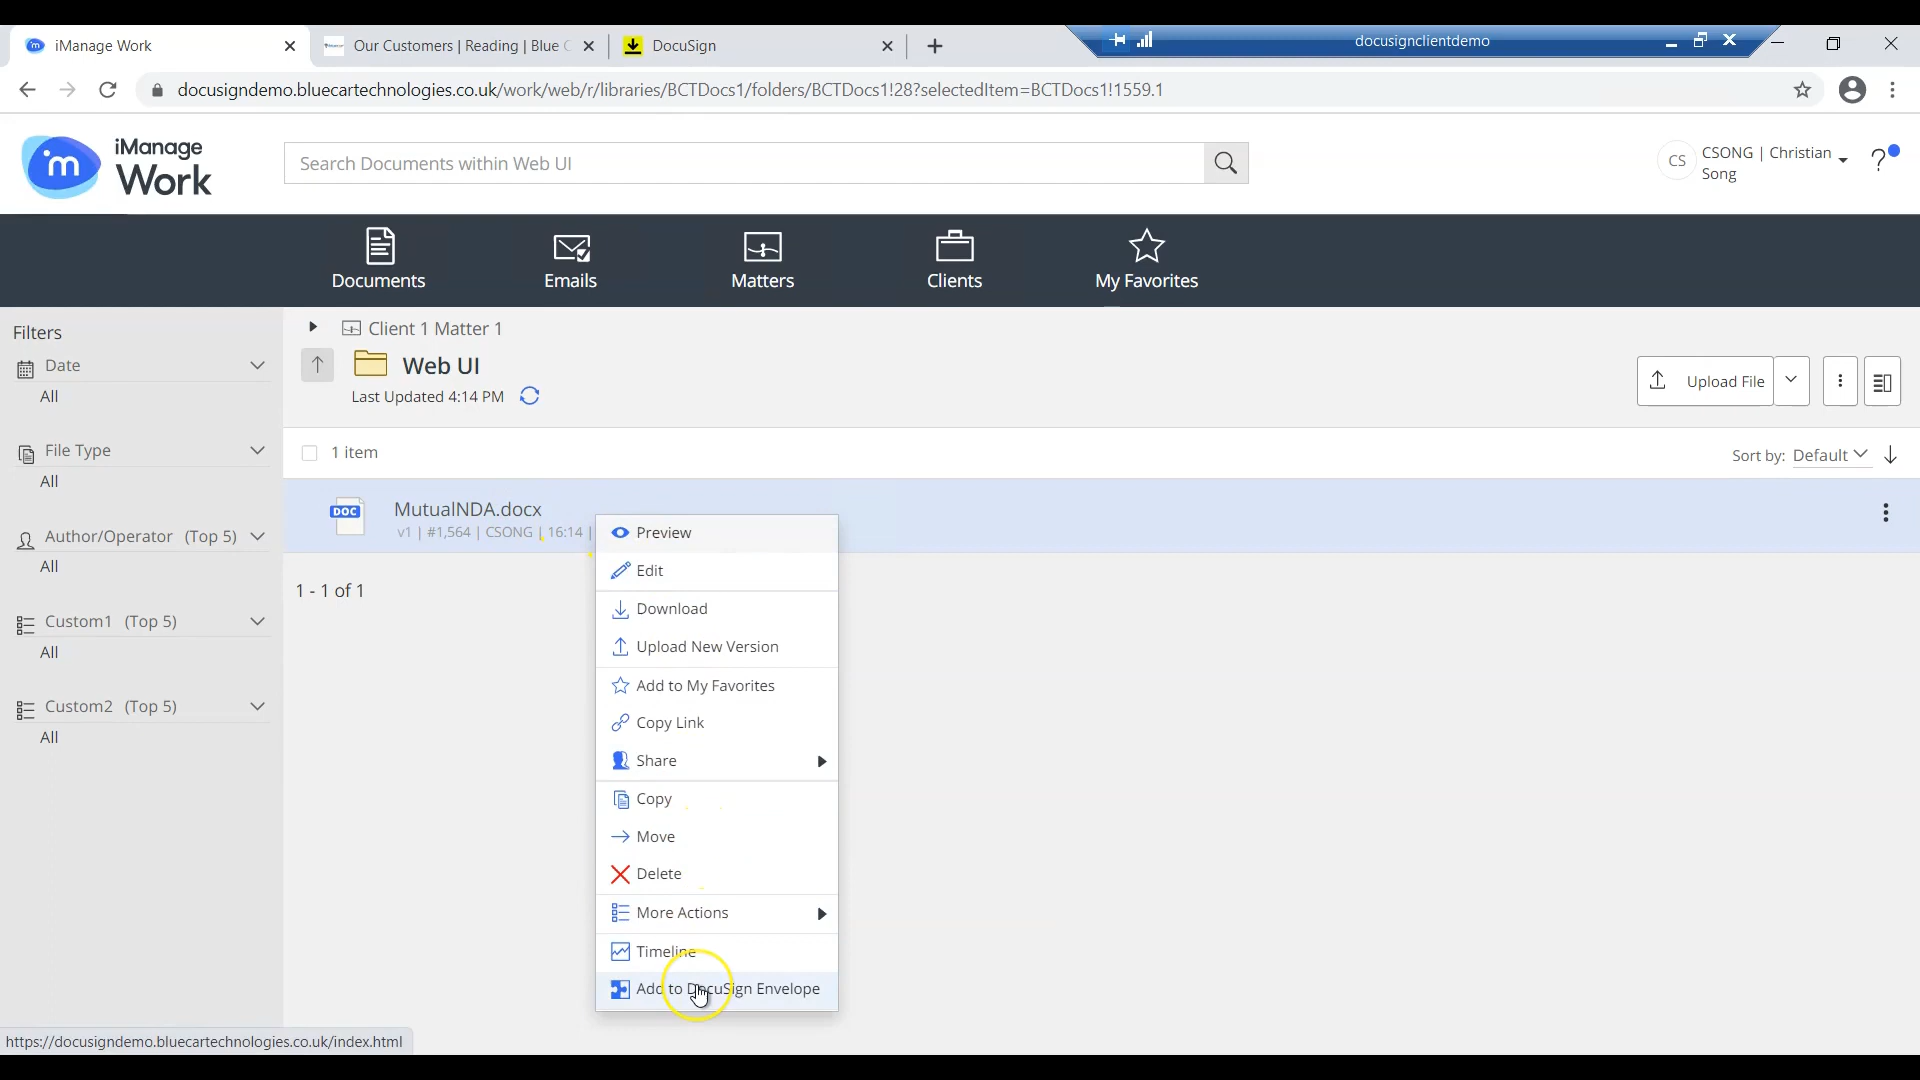 iManage Work
Our Customers | Reading | Blue C
DocuSign
docusignclientdemo
docusigndemo.bluecartechnologies.co.uk/work/web/r/libraries/BCTDocs1/folders/BCTDocs1!28?selectedItem=BCTDocs1!1559.1
m
iManage
Work
Search Documents within Web UI
CS
CSONG | Christian
Song
?
Documents
Emails
Matters
Clients
My Favorites
Filters
Date
All
File Type
All
Author/Operator (Top 5)
All
Custom1 (Top 5)
All
Custom2 (Top 5)
All
Client 1 Matter 1
Web UI
Last Updated 4:14 PM
Upload File
1 item
Sort by: Default
DOC
MutualNDA.docx
v1 | #1,564 | CSONG | 16:14 |
1 - 1 of 1
Preview
Edit
Download
Upload New Version
Add to My Favorites
Copy Link
Share
Copy
Move
Delete
More Actions
Timeline
Add to DocuSign Envelope
https://docusigndemo.bluecartechnologies.co.uk/index.html